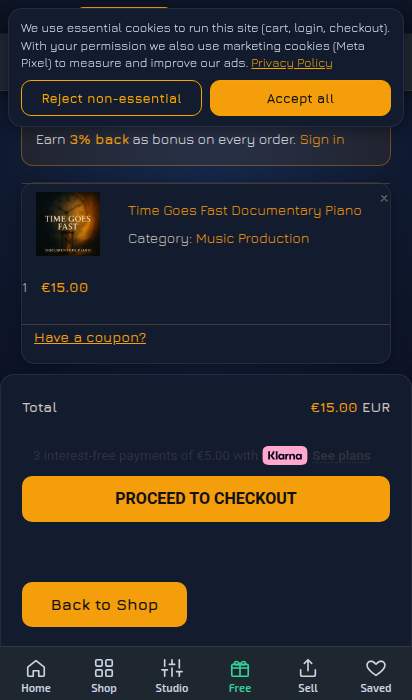 We use essential cookies to run this site (cart, login, checkout).
With your permission we also use marketing cookies (Meta
Pixel) to measure and improve our ads. Privacy Policy
Reject non-essential
Accept all
Earn 3% back as bonus on every order. Sign in
TIME GOES
FAST
Time Goes Fast Documentary Piano
×
Category: Music Production
1 €15.00
Have a coupon?
Total €15.00 EUR
3 interest-free payments of €5.00 with Klarna See plans
PROCEED TO CHECKOUT
Back to Shop
Home
Shop
Studio
Free
Sell
Saved